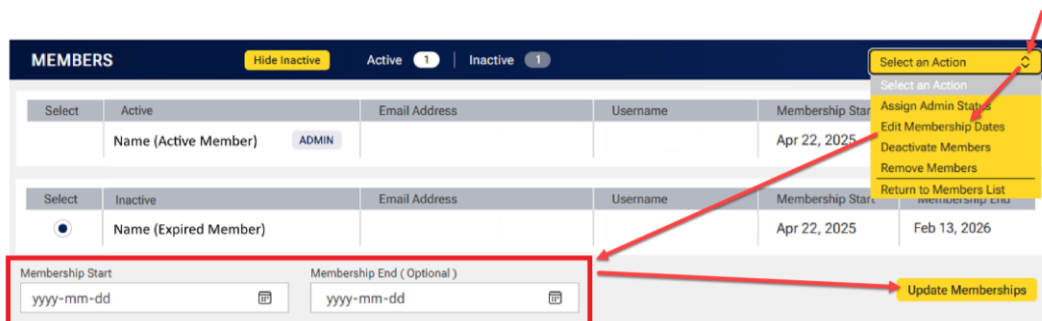 MEMBERS Hide Inactive Active 1 | Inactive 1 Select an Action
Select an Action
Select Active Email Address Username Membership Star
Assign Admin Status
Name (Active Member) ADMIN Apr 22, 2025
Edit Membership Dates
Deactivate Members
Remove Members
Return to Members List
Select Inactive Email Address Username Membership Start Membership End
Name (Expired Member) Apr 22, 2025 Feb 13, 2026
Membership Start Membership End ( Optional )
yyyy-mm-dd yyyy-mm-dd Update Memberships